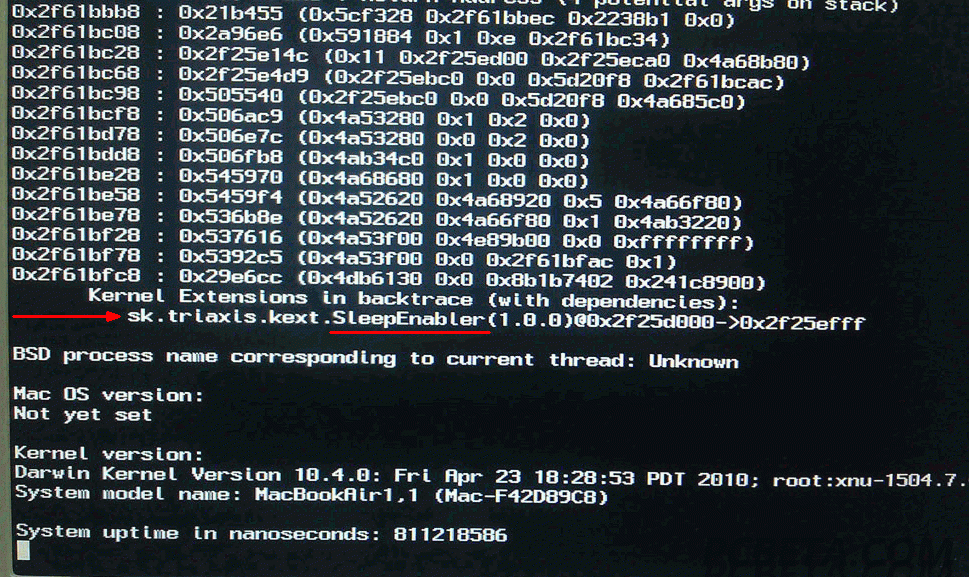 Return Address (4 potential args on stack)
0x2f61bbb8 : 0x21b455 (0x5cf328 0x2f61bbec 0x2238b1 0x0)
0x2f61bc08 : 0x2a96e6 (0x591884 0x1 0xe 0x2f61bc34)
0x2f61bc28 : 0x2f25e14c (0x11 0x2f25ed00 0x2f25eca0 0x4a68b80)
0x2f61bc68 : 0x2f25e4d9 (0x2f25ebc0 0x0 0x5d20f8 0x2f61bcac)
0x2f61bc98 : 0x505540 (0x2f25ebc0 0x0 0x5d20f8 0x4a685c0)
0x2f61bcf8 : 0x506ac9 (0x4a53280 0x1 0x2 0x0)
0x2f61bd78 : 0x506e7c (0x4a53280 0x0 0x2 0x0)
0x2f61bdd8 : 0x506fb8 (0x4ab34c0 0x1 0x0 0x0)
0x2f61be28 : 0x545970 (0x4a68680 0x1 0x0 0x0)
0x2f61be58 : 0x5459f4 (0x4a52620 0x4a68920 0x5 0x4a66f80)
0x2f61be78 : 0x536b8e (0x4a52620 0x4a66f80 0x1 0x4ab3220)
0x2f61bf28 : 0x537616 (0x4a53f00 0x4e89b00 0x0 0xffffffff)
0x2f61bf78 : 0x5392c5 (0x4a53f00 0x0 0x2f61bfac 0x1)
0x2f61bfc8 : 0x29e6cc (0x4db6130 0x0 0x8b1b7402 0x241c8900)
Kernel Extensions in backtrace (with dependencies):
sk.triaxis.kext.SleepEnabler(1.0.0)@0x2f25d000->0x2f25efff
BSD process name corresponding to current thread: Unknown
Mac OS version:
Not yet set
Kernel version:
Darwin Kernel Version 10.4.0: Fri Apr 23 18:28:53 PDT 2010; root:xnu-1504.7.
System model name: MacBookAir1,1 (Mac-F42D89C8)
System uptime in nanoseconds: 811218586